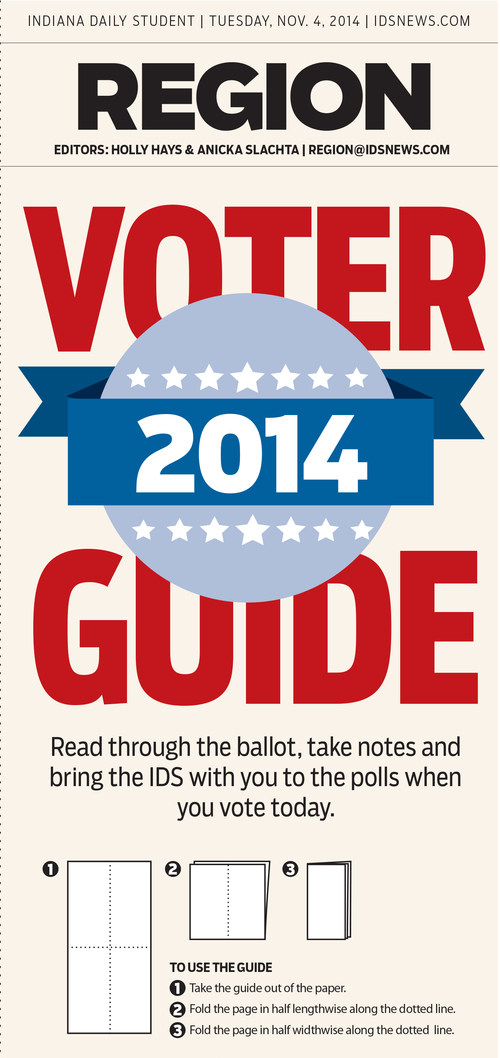 INDIANA DAILY STUDENT | TUESDAY, NOV. 4, 2014 | IDSNEWS.COM
REGION
EDITORS: HOLLY HAYS & ANICKA SLACHTA | REGION@IDSNEWS.COM
VOTER
2014
GUIDE
Read through the ballot, take notes and
bring the IDS with you to the polls when
you vote today.
1 2 3
TO USE THE GUIDE
1 Take the guide out of the paper.
2 Fold the page in half lengthwise along the dotted line.
3 Fold the page in half widthwise along the dotted line.